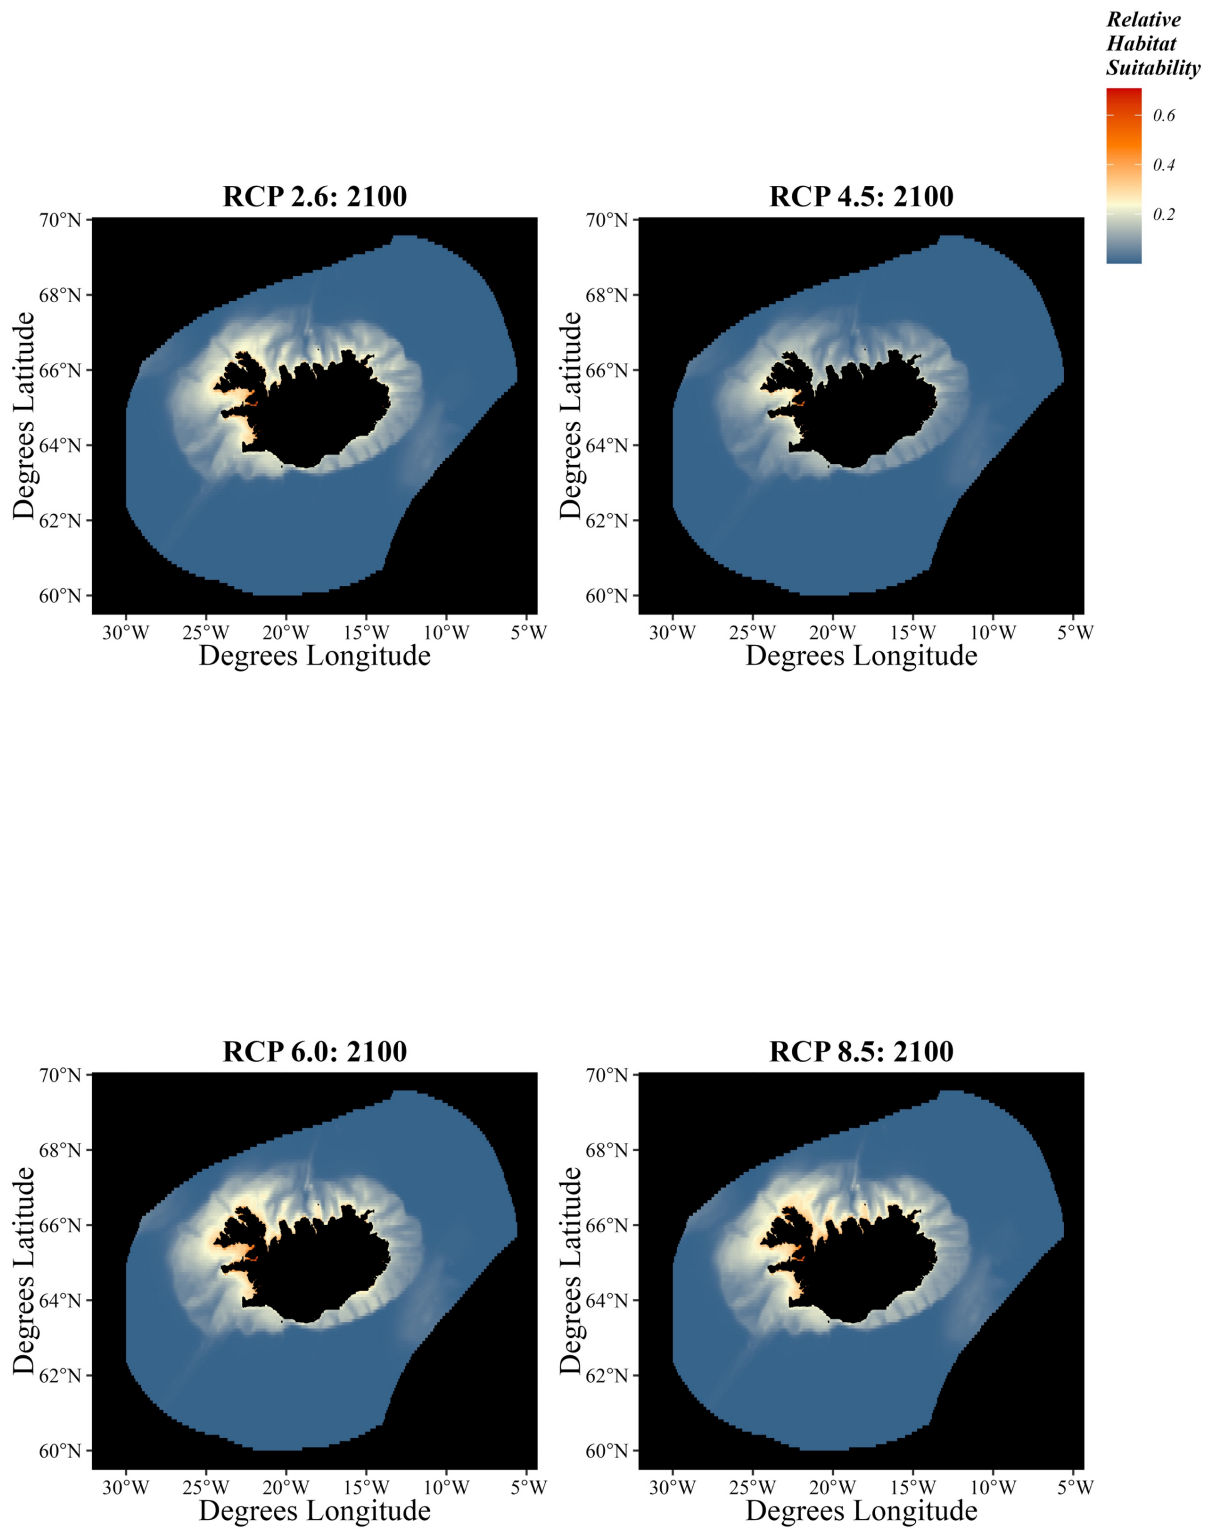 Relative
Habitat
Suitability
0.6
0.4
0.2
RCP 2.6: 2100
70°N
68°N
66°N
64°N
62°N
60°N
Degrees Latitude
30°W 25°W 20°W 15°W 10°W 5°W
Degrees Longitude
RCP 4.5: 2100
70°N
68°N
66°N
64°N
62°N
60°N
Degrees Latitude
30°W 25°W 20°W 15°W 10°W 5°W
Degrees Longitude
RCP 6.0: 2100
70°N
68°N
66°N
64°N
62°N
60°N
Degrees Latitude
30°W 25°W 20°W 15°W 10°W 5°W
Degrees Longitude
RCP 8.5: 2100
70°N
68°N
66°N
64°N
62°N
60°N
Degrees Latitude
30°W 25°W 20°W 15°W 10°W 5°W
Degrees Longitude